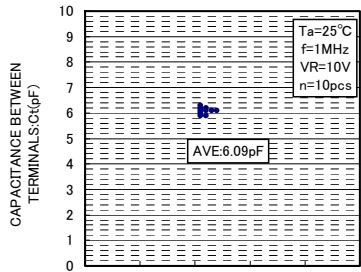 CAPACITANCE BETWEEN
TERMINALS:Ct(pF)
10
9
8
7
6
5
4
3
2
1
0
Ta=25℃
f=1MHz
VR=10V
n=10pcs
AVE:6.09pF